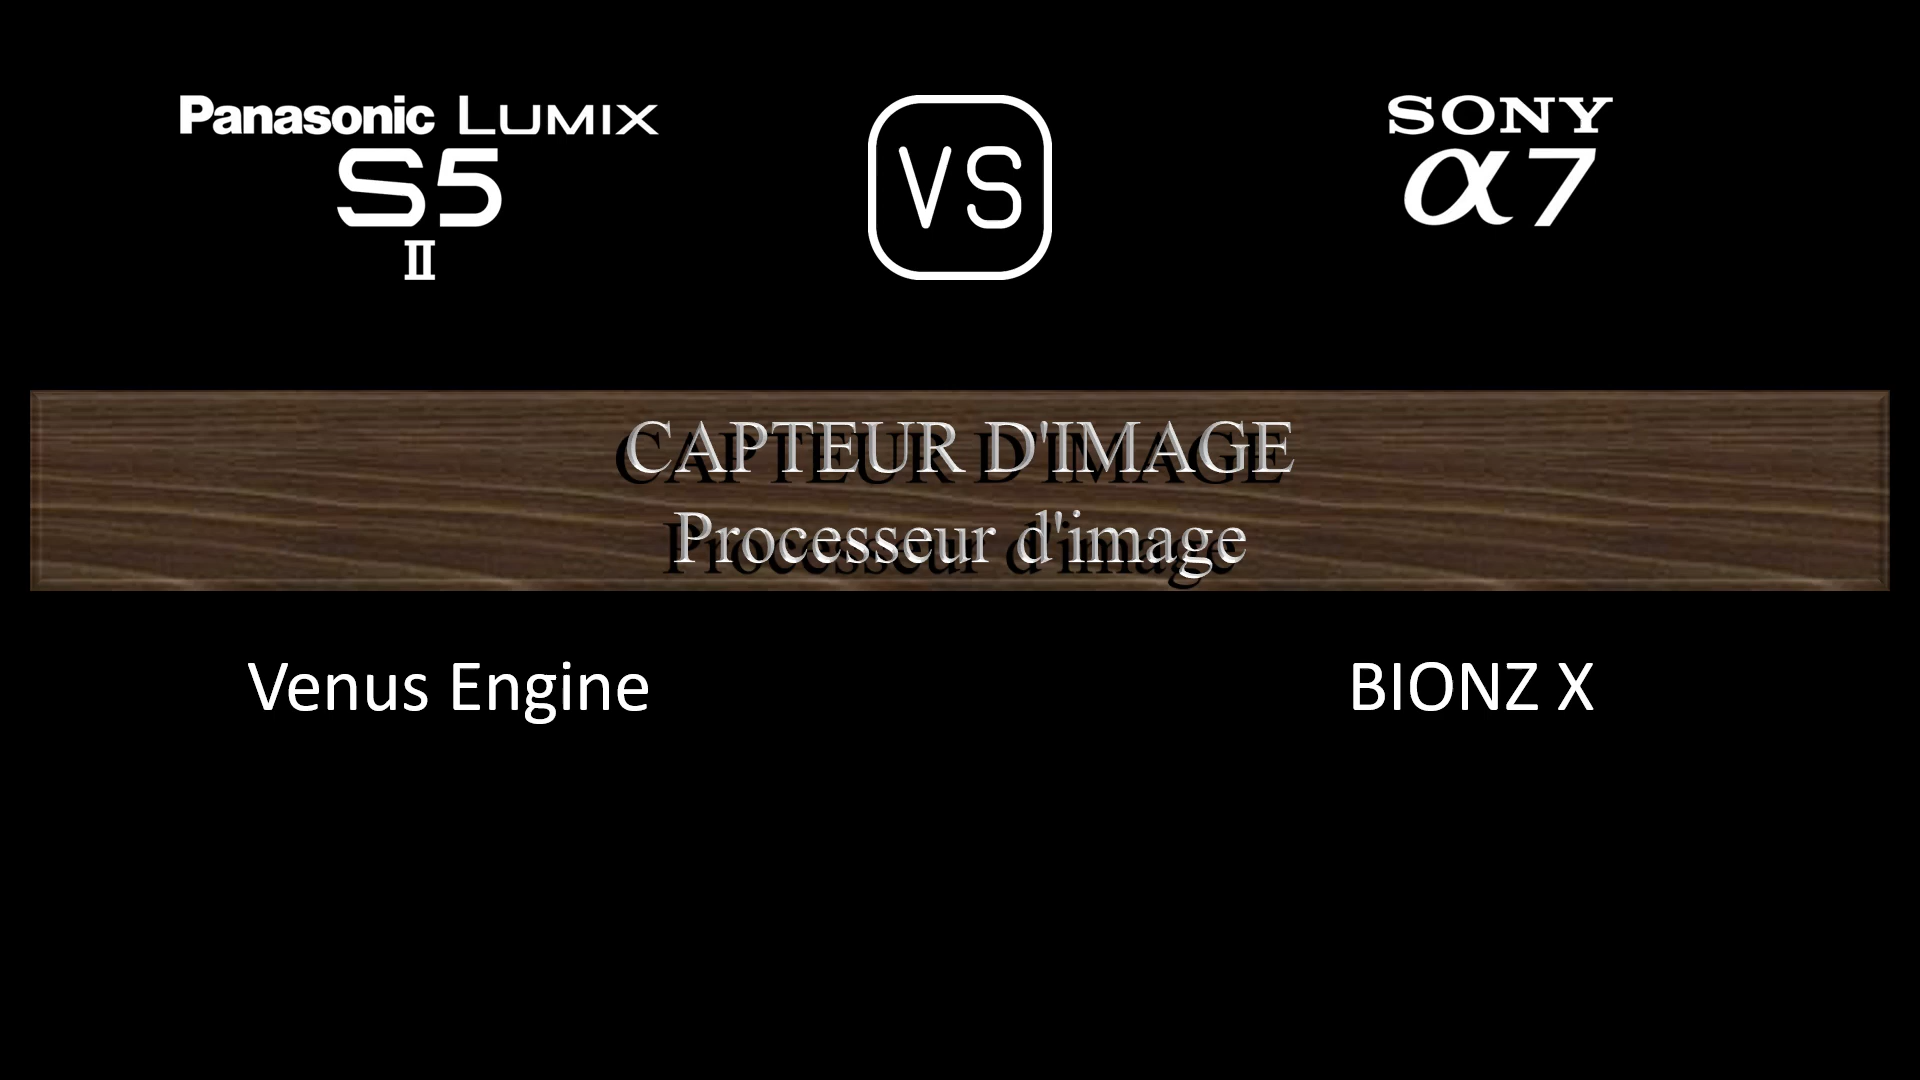 Panasonic LUMIX
S5
II
VS
SONY
α7
CAPTEUR D'IMAGE
Processeur d'image
Venus Engine
BIONZ X